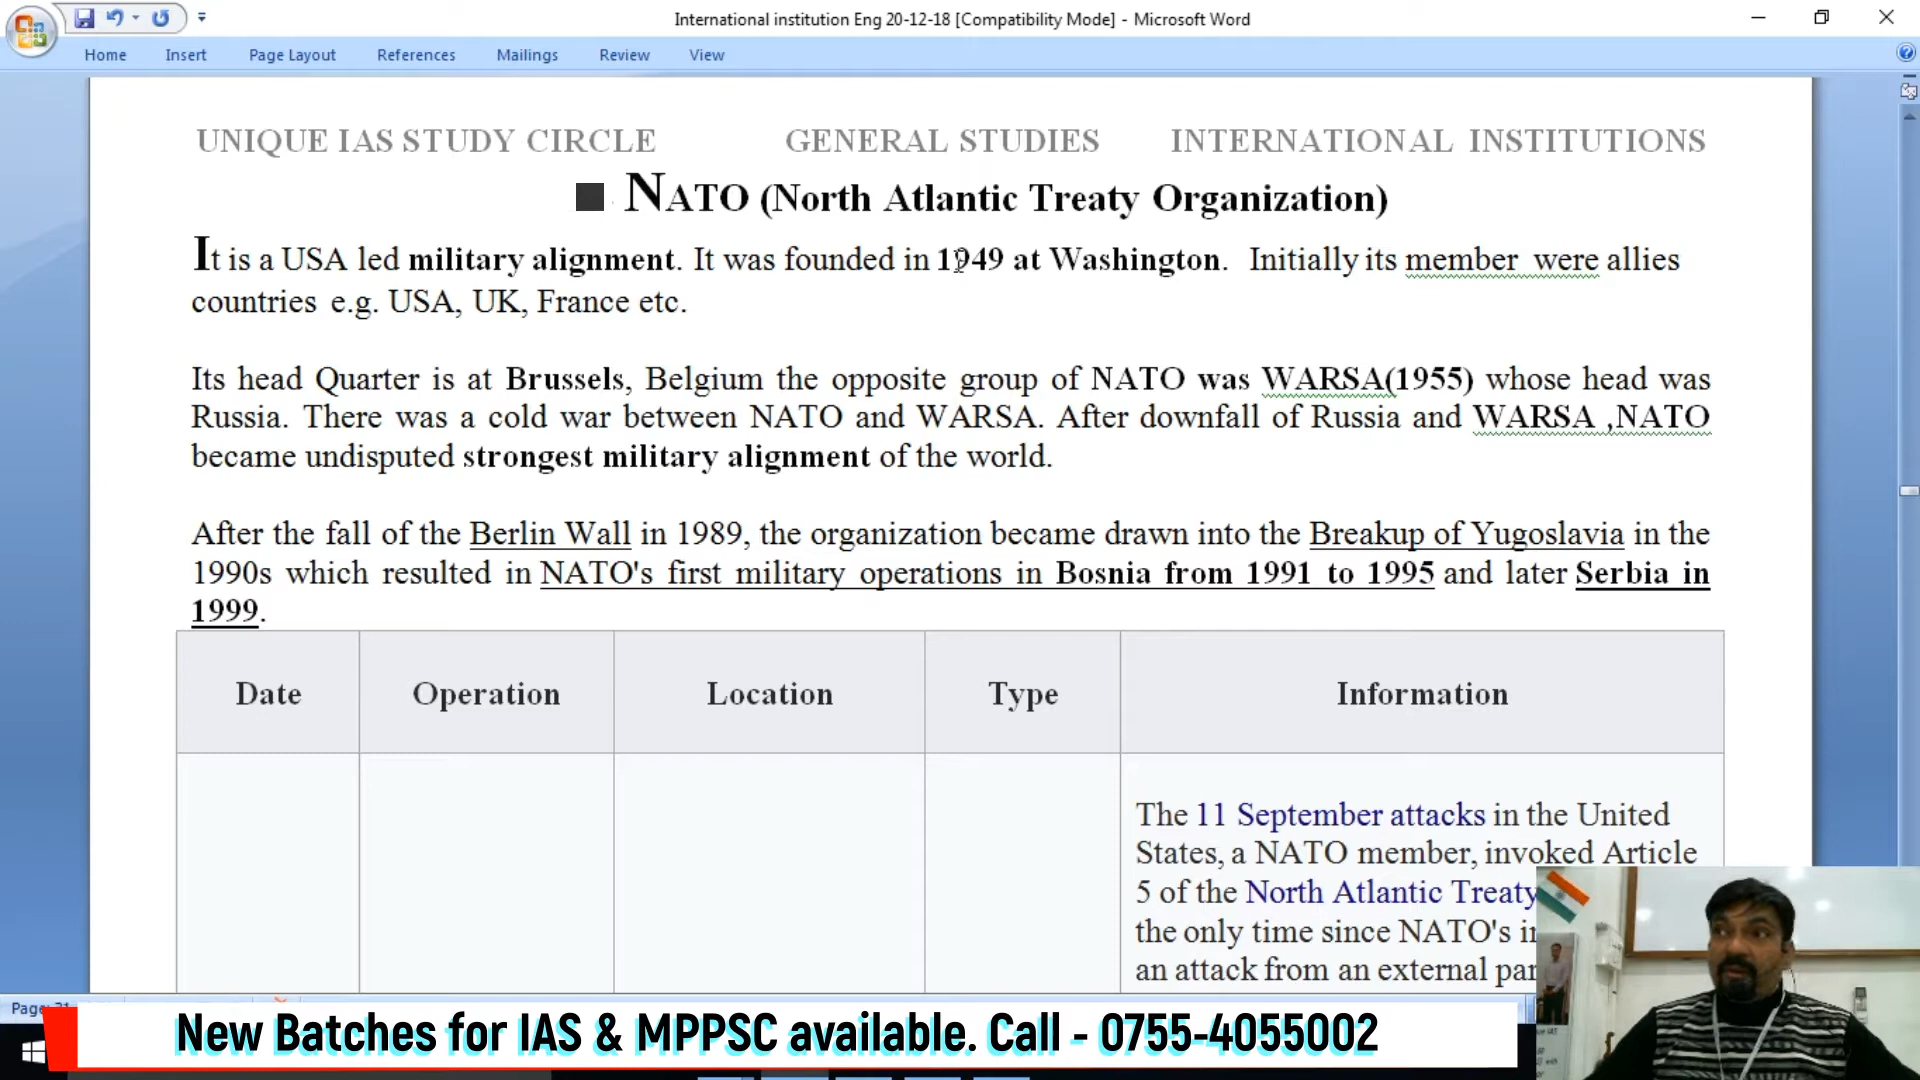 International institution Eng 20-12-18 [Compatibility Mode] - Microsoft Word
Home Insert Page Layout References Mailings Review View
UNIQUE IAS STUDY CIRCLE GENERAL STUDIES INTERNATIONAL INSTITUTIONS
NATO (North Atlantic Treaty Organization)
It is a USA led military alignment. It was founded in 1949 at Washington. Initially its member were allies
countries e.g. USA, UK, France etc.
Its head Quarter is at Brussels, Belgium the opposite group of NATO was WARSA(1955) whose head was
Russia. There was a cold war between NATO and WARSA. After downfall of Russia and WARSA ,NATO
became undisputed strongest military alignment of the world.
After the fall of the Berlin Wall in 1989, the organization became drawn into the Breakup of Yugoslavia in the
1990s which resulted in NATO's first military operations in Bosnia from 1991 to 1995 and later Serbia in
1999.
Date Operation Location Type Information
The 11 September attacks in the United
States, a NATO member, invoked Article
5 of the North Atlantic Treaty
the only time since NATO's
an attack from an external
Page:
New Batches for IAS & MPPSC available. Call - 0755-4055002